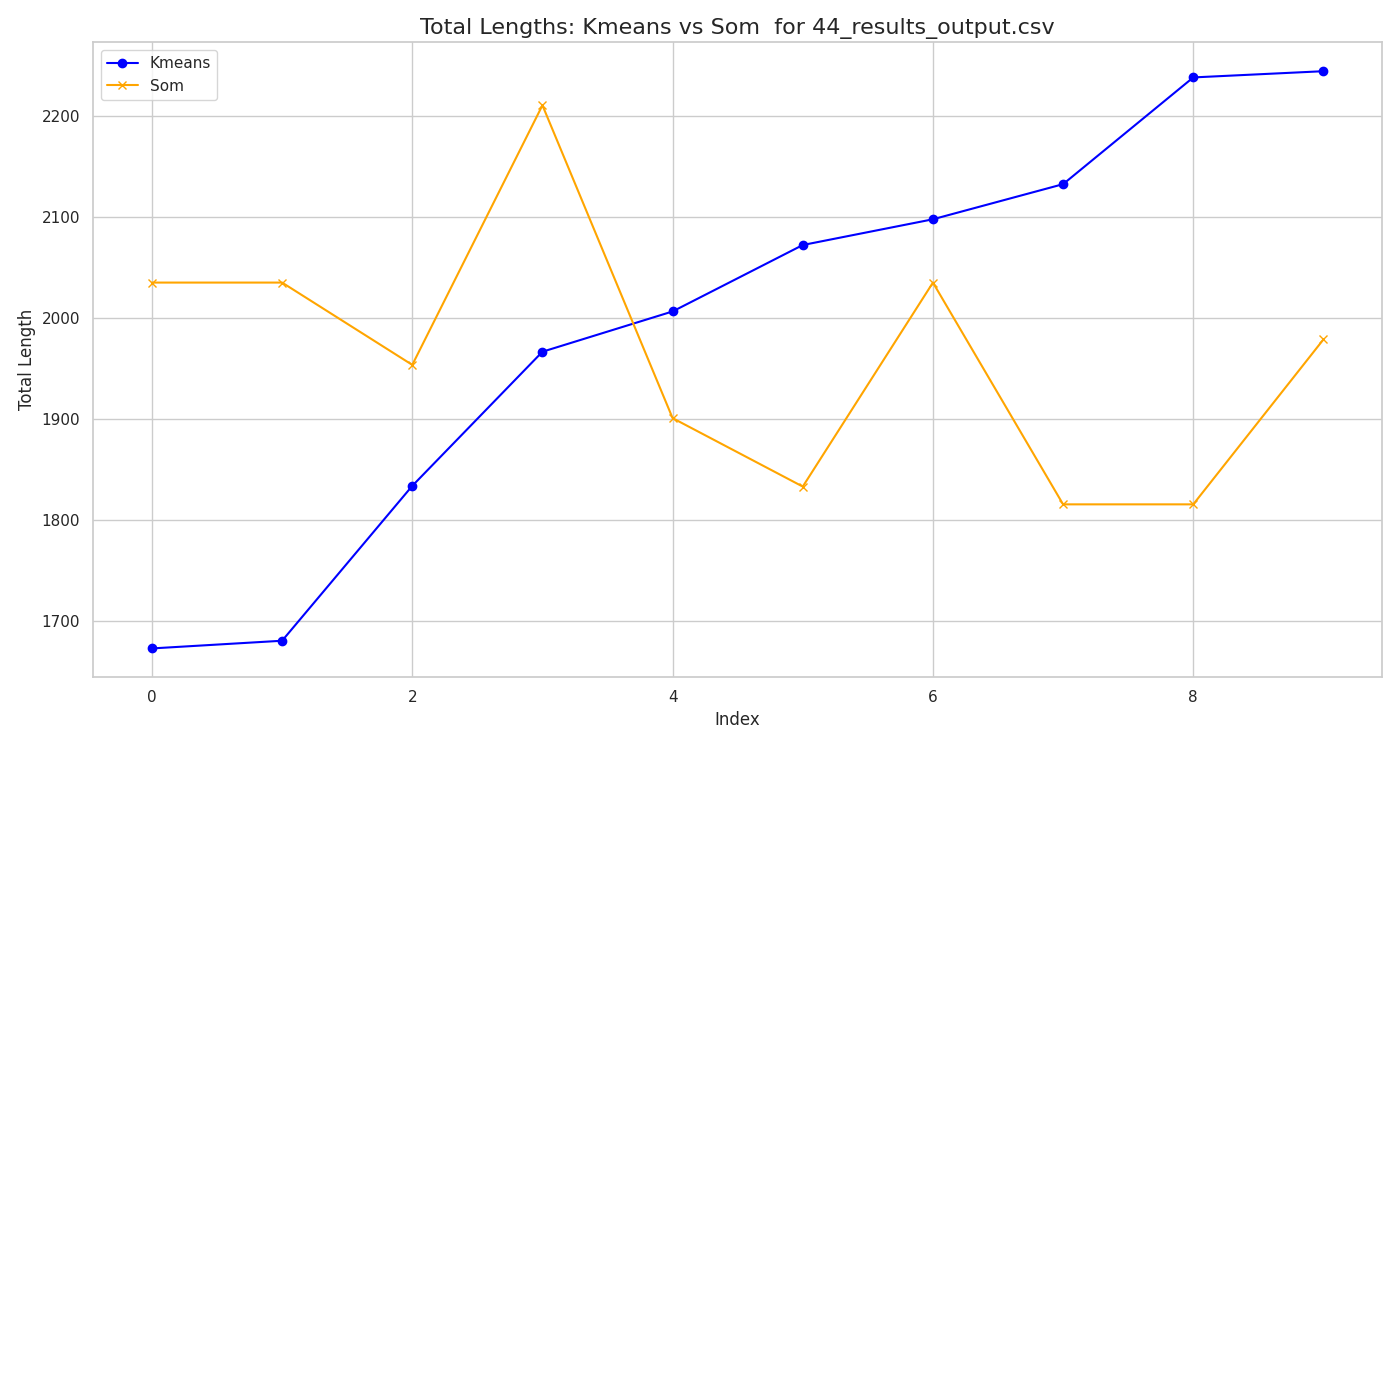 Total Lengths: Kmeans vs Som  for 44_results_output.csv
Kmeans
Som
2200
2100
2000
1900
1800
1700
Total Length
0 2 4 6 8
Index